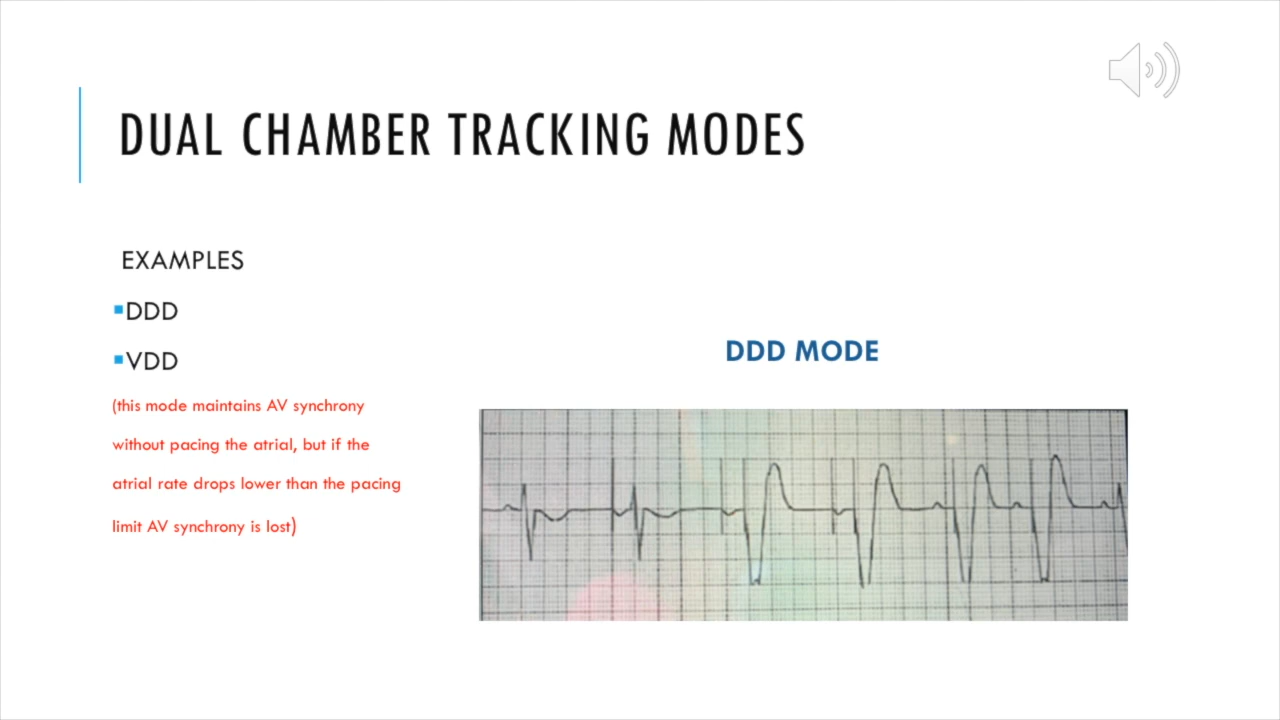 DUAL CHAMBER TRACKING MODES
EXAMPLES
DDD
VDD
(this mode maintains AV synchrony
without pacing the atrial, but if the
atrial rate drops lower than the pacing
limit AV synchrony is lost)
DDD MODE